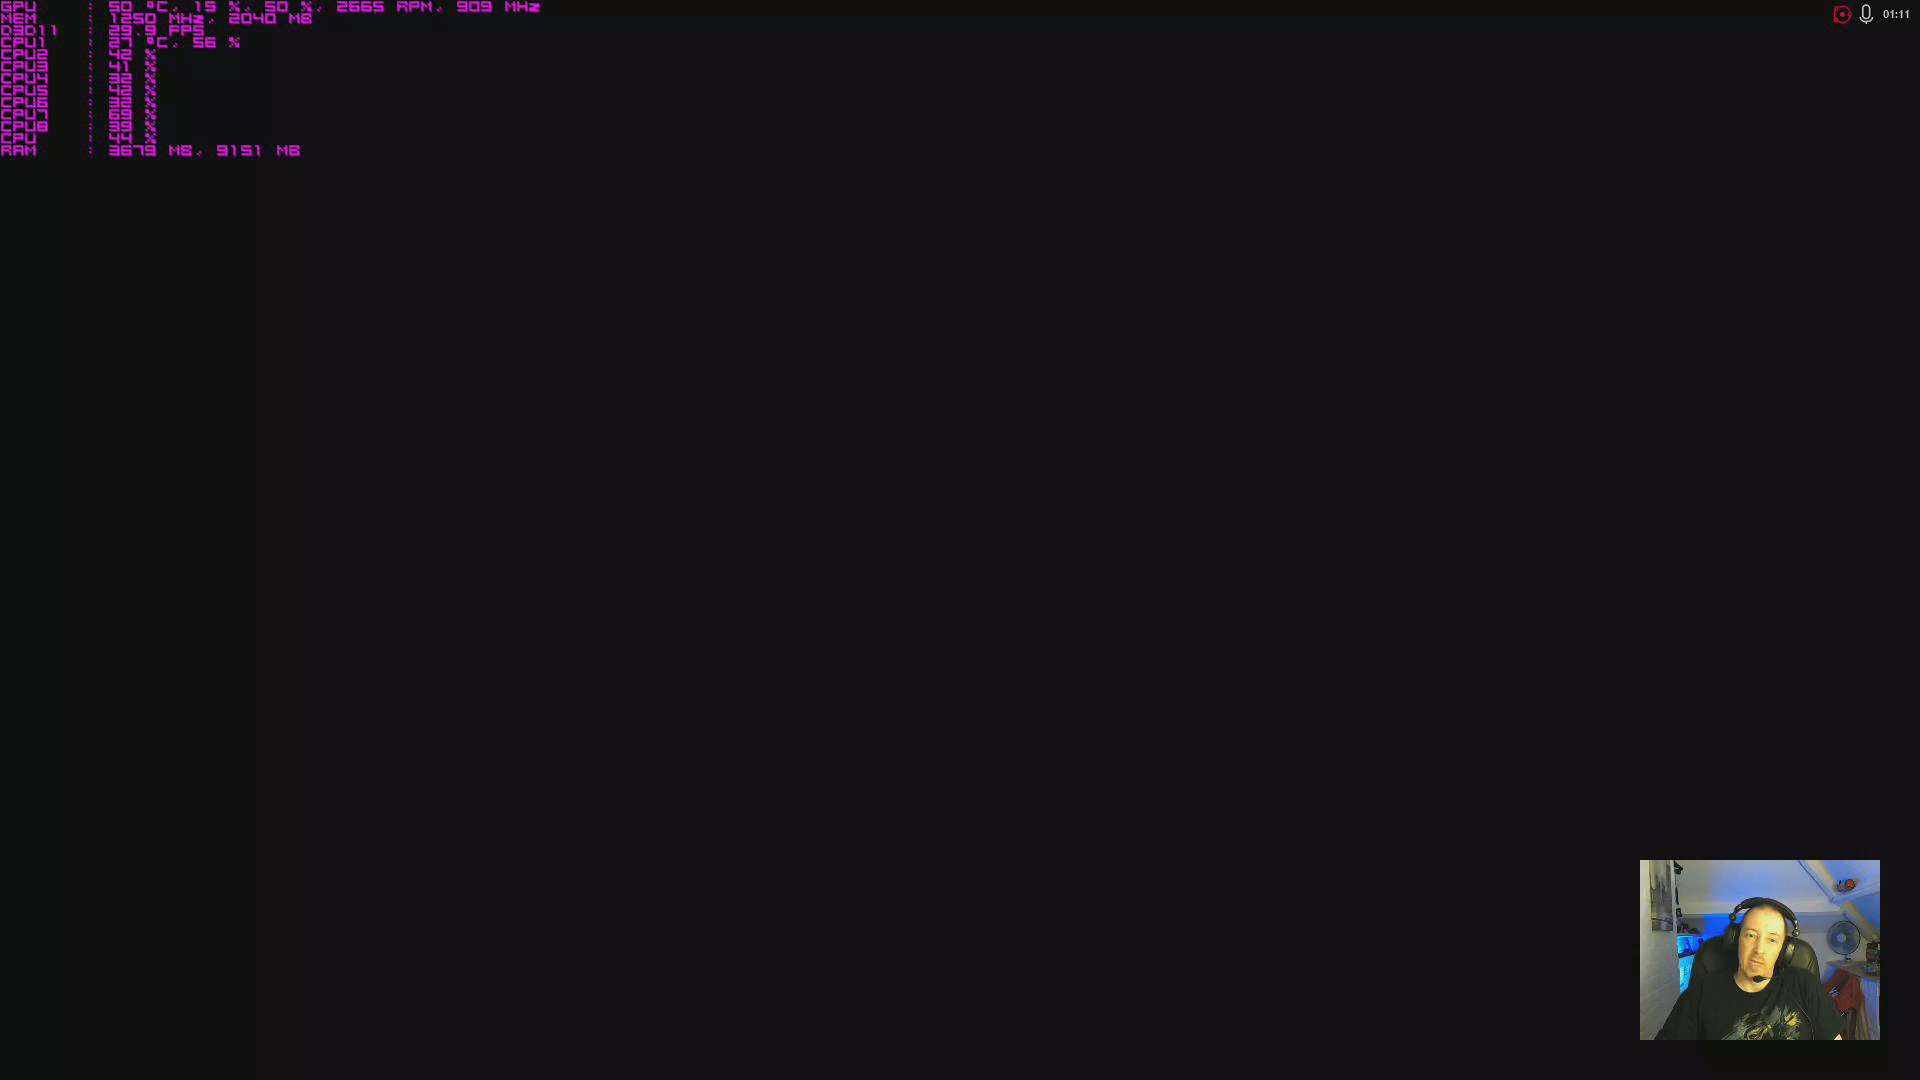 GPU : 50 °C, 15 %, 50 %, 2665 RPM, 909 MHz
MEM : 1250 MHz, 2040 MB
D3D11 : 29.9 FPS
CPU1 : 27 °C, 56 %
CPU2 : 42 %
CPU3 : 41 %
CPU4 : 32 %
CPU5 : 42 %
CPU6 : 32 %
CPU7 : 69 %
CPU8 : 39 %
CPU : 44 %
RAM : 3679 MB, 9151 MB
01:11